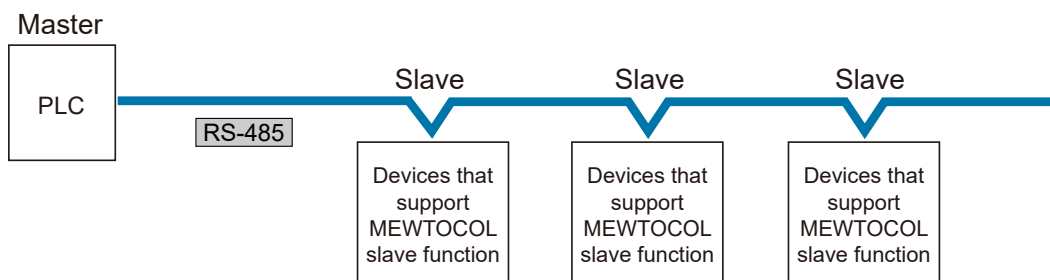 Master
PLC
RS-485
Slave
Slave
Slave
Devices that
support
MEWTOCOL
slave function
Devices that
support
MEWTOCOL
slave function
Devices that
support
MEWTOCOL
slave function